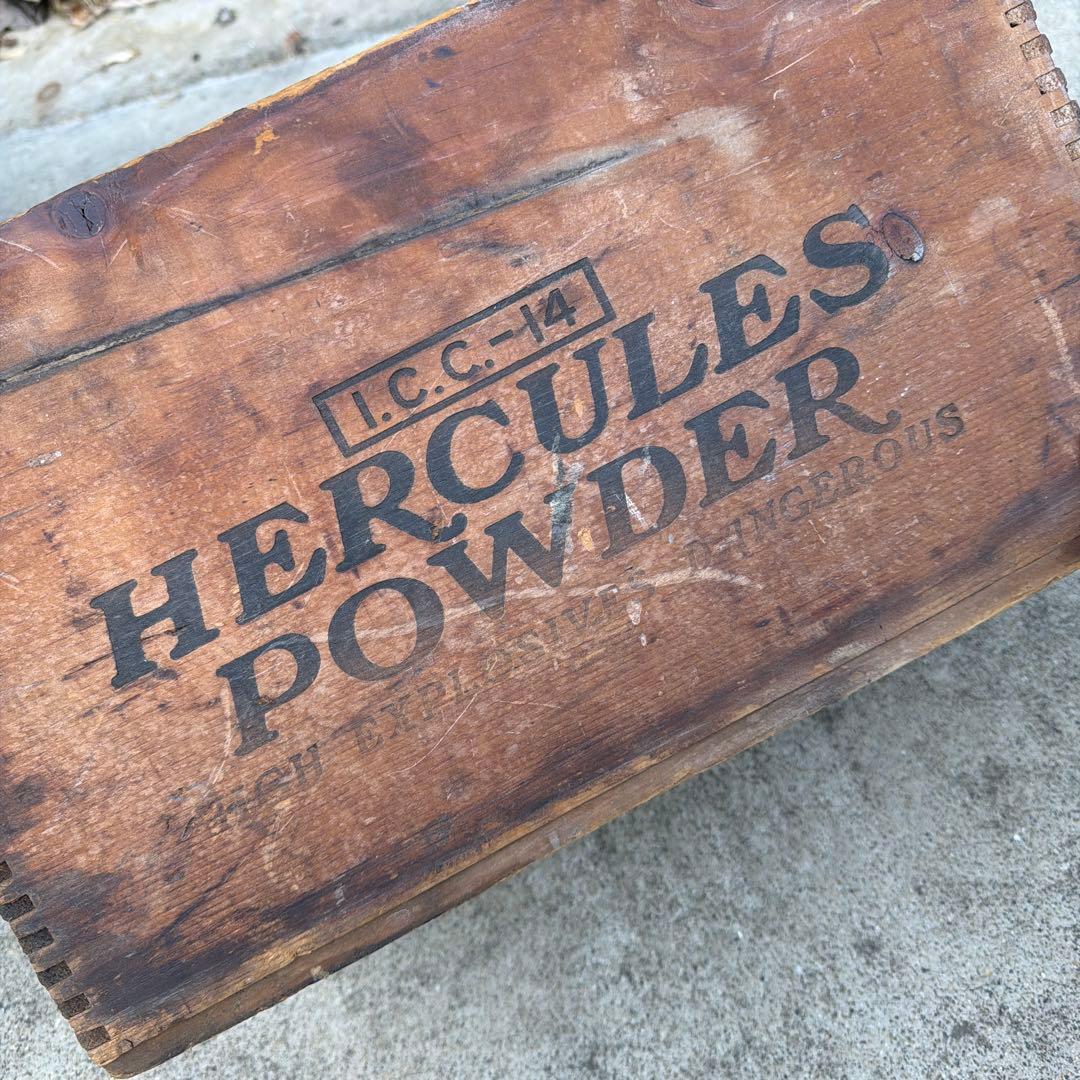 I.C.C.-14
HERCULES
POWDER
HIGH EXPLOSIVES DANGEROUS